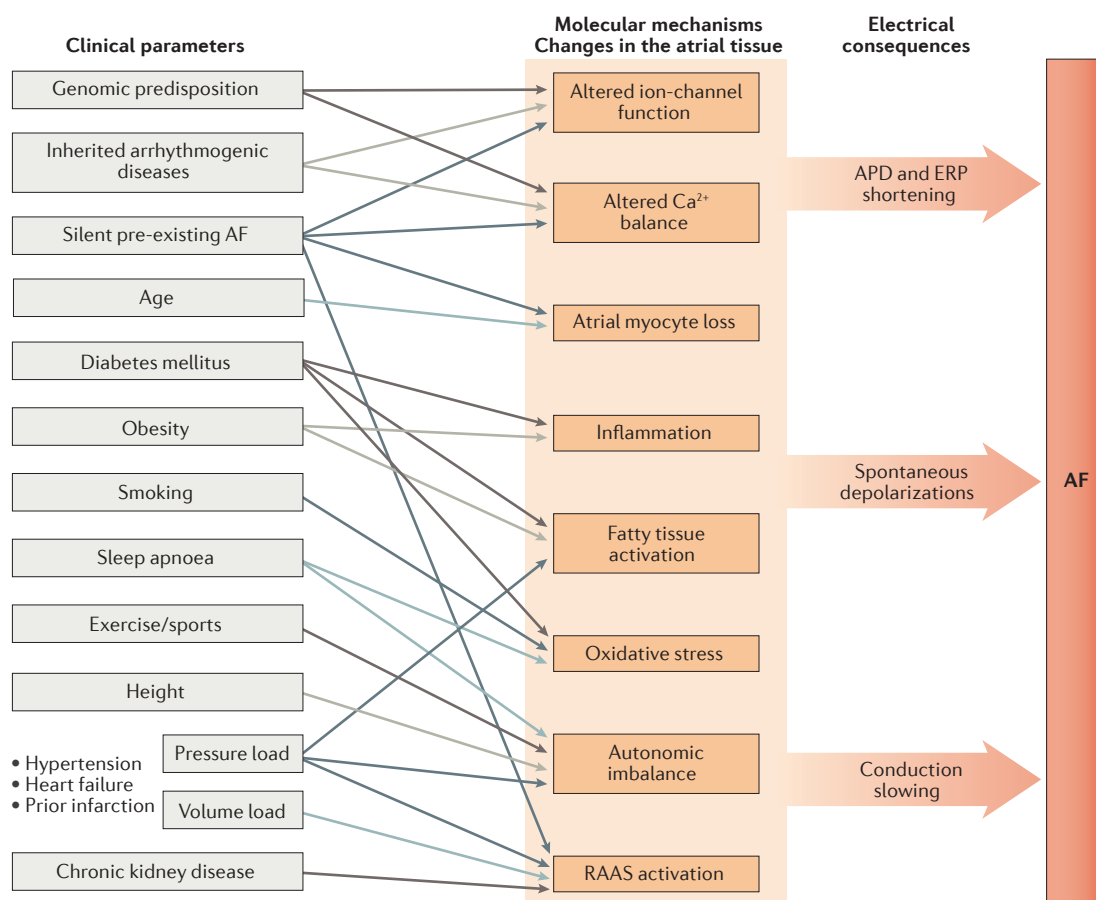 Clinical parameters
Molecular mechanisms
Changes in the atrial tissue
Electrical
consequences
Genomic predisposition
Inherited arrhythmogenic
diseases
Silent pre-existing AF
Age
Diabetes mellitus
Obesity
Smoking
Sleep apnoea
Exercise/sports
Height
• Hypertension
• Heart failure
• Prior infarction
Pressure load
Volume load
Chronic kidney disease
Altered ion-channel
function
Altered Ca²⁺
balance
Atrial myocyte loss
Inflammation
Fatty tissue
activation
Oxidative stress
Autonomic
imbalance
RAAS activation
APD and ERP
shortening
Spontaneous
depolarizations
Conduction
slowing
AF